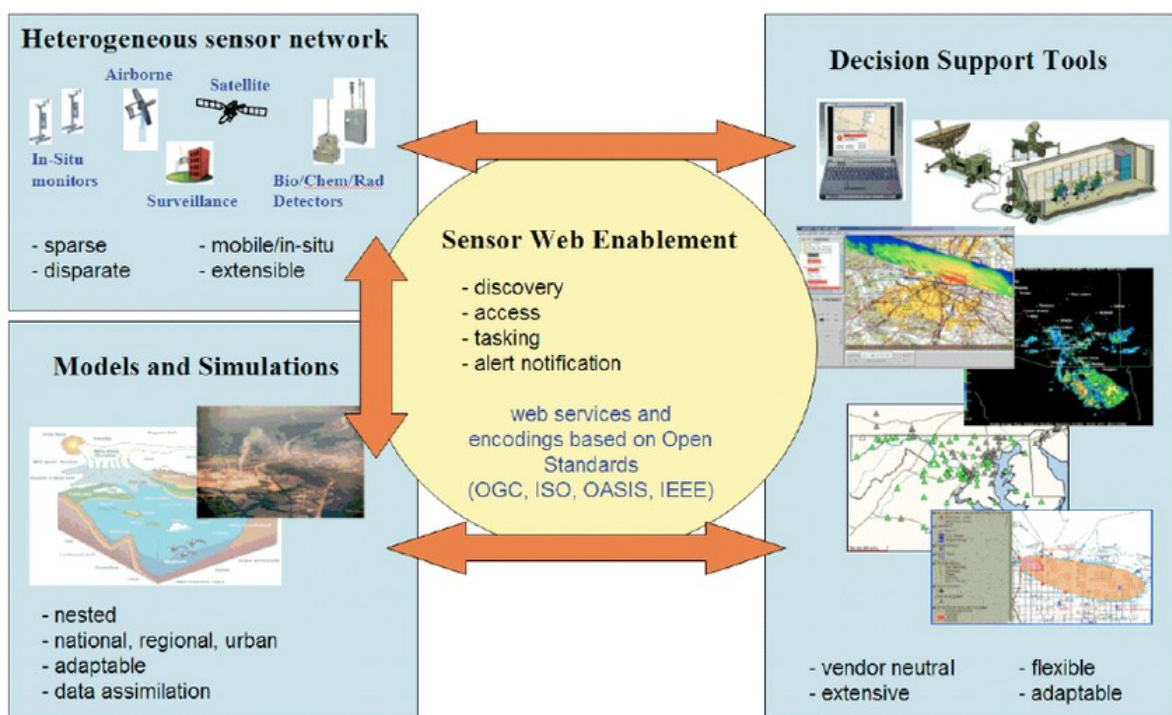 Heterogeneous sensor network
Airborne
Satellite
In-Situ
monitors
Surveillance
Bio/Chem/Rad
Detectors
- sparse
- disparate
- mobile/in-situ
- extensible
Models and Simulations
- nested
- national, regional, urban
- adaptable
- data assimilation
Sensor Web Enablement
- discovery
- access
- tasking
- alert notification
web services and
encodings based on Open
Standards
(OGC, ISO, OASIS, IEEE)
Decision Support Tools
- vendor neutral
- extensive
- flexible
- adaptable